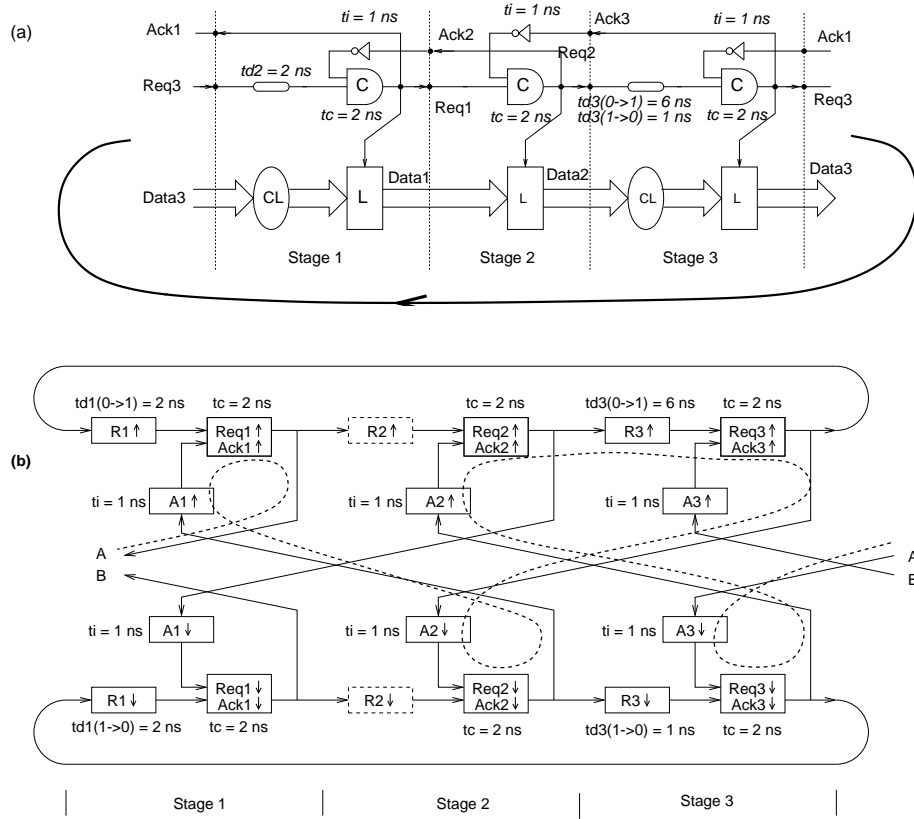 (a)
ti = 1 ns ti = 1 ns ti = 1 ns
Ack1 Ack2 Ack3 Ack1
Req2
td2 = 2 ns
Req3 C C C Req3
Req1
td3(0->1) = 6 ns
td3(1->0) = 1 ns
tc = 2 ns tc = 2 ns tc = 2 ns
Data1 Data2 Data3
Data3 CL L L CL L
Stage 1 Stage 2 Stage 3
td1(0->1) = 2 ns tc = 2 ns tc = 2 ns td3(0->1) = 6 ns tc = 2 ns
R1↑ Req1↑ R2↑ Req2↑ R3↑ Req3↑
Ack1↑ Ack2↑ Ack3↑
(b)
ti = 1 ns A1↑ ti = 1 ns A2↑ ti = 1 ns A3↑
A A
B B
ti = 1 ns A1↓ ti = 1 ns A2↓ ti = 1 ns A3↓
R1↓ Req1↓ R2↓ Req2↓ R3↓ Req3↓
Ack1↓ Ack2↓ Ack3↓
td1(1->0) = 2 ns tc = 2 ns tc = 2 ns td3(1->0) = 1 ns tc = 2 ns
Stage 1 Stage 2 Stage 3